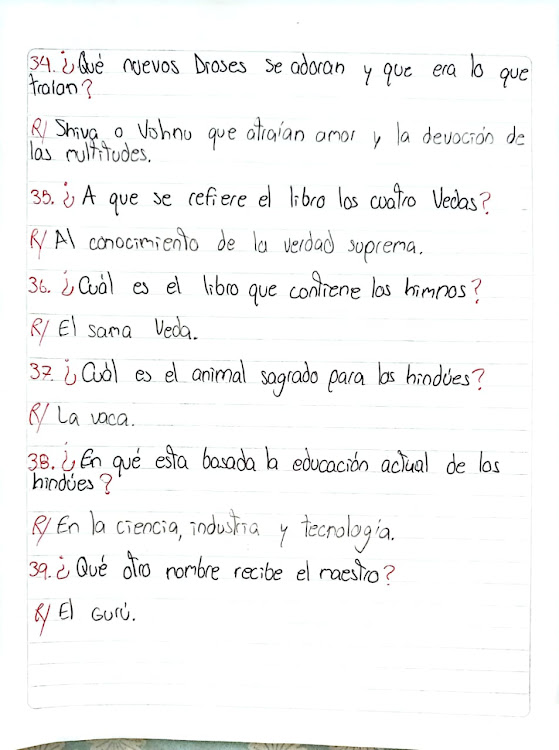 34. ¿Qué nuevos Dioses se adoran y que era lo que
traían?
R/ Shiva o Vishnu que atraían amor y la devoción de
las multitudes.
35. ¿A que se refiere el libro los cuatro Vedas?
R/ Al conocimiento de la verdad suprema.
36. ¿Cuál es el libro que contiene los himnos?
R/ El sama Veda.
37. ¿Cuál es el animal sagrado para los hindúes?
R/ La vaca.
38. ¿En qué esta basada la educación actual de los
hindúes?
R/ En la ciencia, industria y tecnología.
39. ¿Qué otro nombre recibe el maestro?
R/ El Gurú.